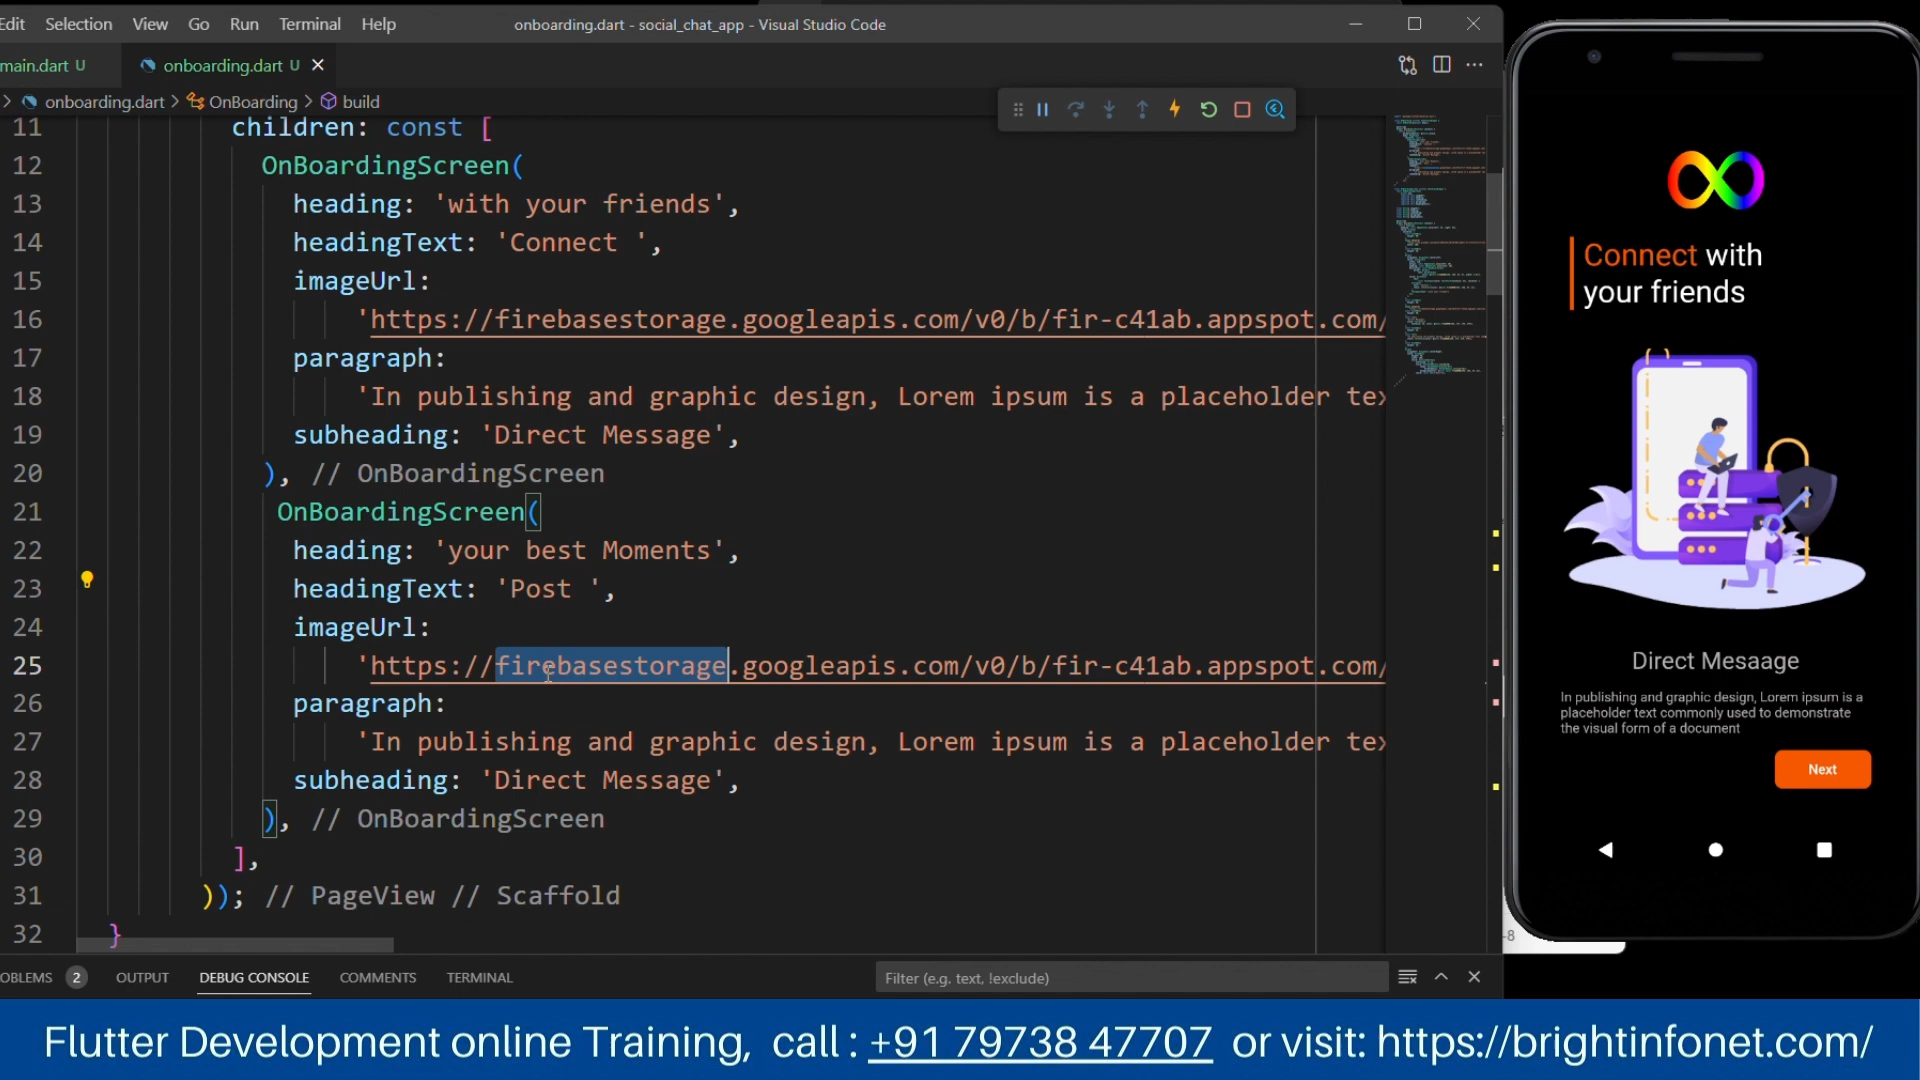 Edit Selection View Go Run Terminal Help
onboarding.dart - social_chat_app - Visual Studio Code
main.dart U
onboarding.dart U
onboarding.dart > OnBoarding > build
11 children: const [
12 OnBoardingScreen(
13 heading: 'with your friends',
14 headingText: 'Connect ',
15 imageUrl:
16 'https://firebasestorage.googleapis.com/v0/b/fir-c41ab.appspot.com/
17 paragraph:
18 'In publishing and graphic design, Lorem ipsum is a placeholder tex
19 subheading: 'Direct Message',
20 ), // OnBoardingScreen
21 OnBoardingScreen(
22 heading: 'your best Moments',
23 headingText: 'Post ',
24 imageUrl:
25 'https://firebasestorage.googleapis.com/v0/b/fir-c41ab.appspot.com/
26 paragraph:
27 'In publishing and graphic design, Lorem ipsum is a placeholder tex
28 subheading: 'Direct Message',
29 ), // OnBoardingScreen
30 ],
31 )); // PageView // Scaffold
32 }
OBLEMS 2 OUTPUT DEBUG CONSOLE COMMENTS TERMINAL
Filter (e.g. text, !exclude)
Connect with
your friends
Direct Mesaage
In publishing and graphic design, Lorem ipsum is a
placeholder text commonly used to demonstrate
the visual form of a document
Next
-8
Flutter Development online Training, call : +91 79738 47707 or visit: https://brightinfonet.com/